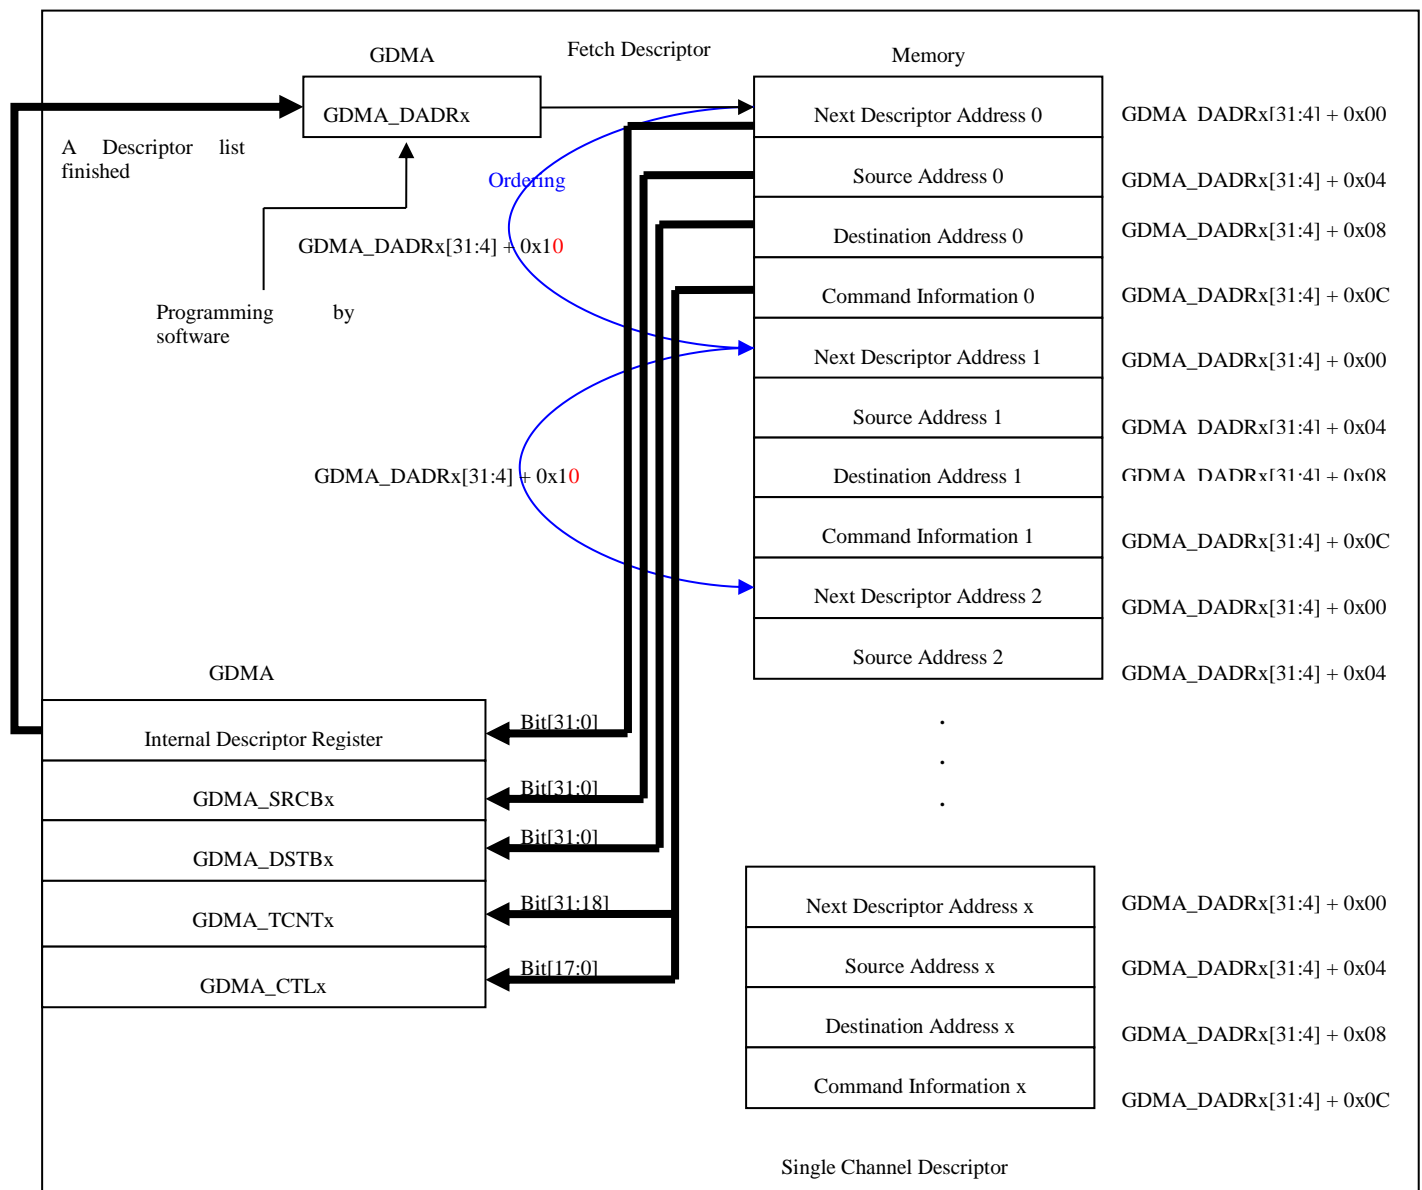 GDMA
Fetch Descriptor
Memory
GDMA_DADRx
Next Descriptor Address 0
GDMA_DADRx[31:4] + 0x00
A Descriptor list
finished
Ordering
Source Address 0
GDMA_DADRx[31:4] + 0x04
GDMA_DADRx[31:4] + 0x10
Destination Address 0
GDMA_DADRx[31:4] + 0x08
Programming by
software
Command Information 0
GDMA_DADRx[31:4] + 0x0C
Next Descriptor Address 1
GDMA_DADRx[31:4] + 0x00
Source Address 1
GDMA_DADRx[31:4] + 0x04
GDMA_DADRx[31:4] + 0x10
Destination Address 1
GDMA_DADRx[31:4] + 0x08
Command Information 1
GDMA_DADRx[31:4] + 0x0C
Next Descriptor Address 2
GDMA_DADRx[31:4] + 0x00
Source Address 2
GDMA_DADRx[31:4] + 0x04
GDMA
Internal Descriptor Register
Bit[31:0]
.
GDMA_SRCBx
Bit[31:0]
.
GDMA_DSTBx
Bit[31:0]
.
GDMA_TCNTx
Bit[31:18]
GDMA_CTLx
Bit[17:0]
Next Descriptor Address x
GDMA_DADRx[31:4] + 0x00
Source Address x
GDMA_DADRx[31:4] + 0x04
Destination Address x
GDMA_DADRx[31:4] + 0x08
Command Information x
GDMA_DADRx[31:4] + 0x0C
Single Channel Descriptor